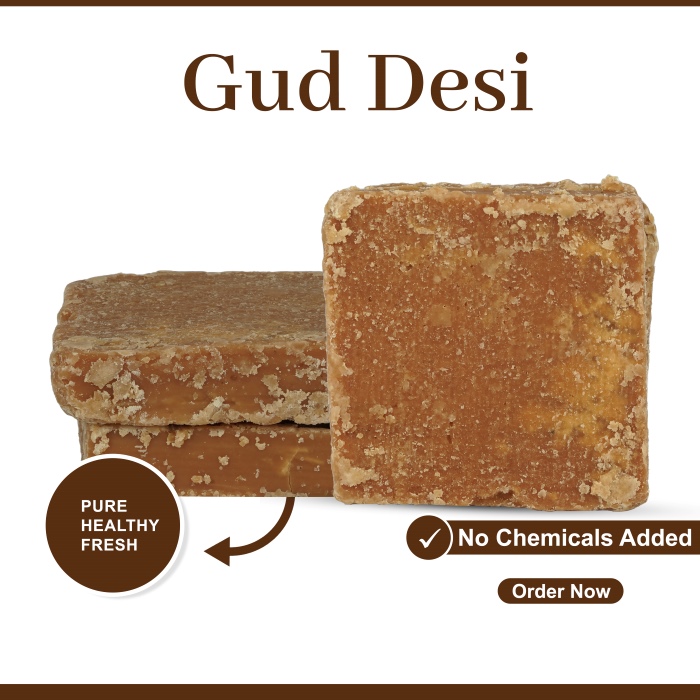 Gud Desi
PURE
HEALTHY
FRESH
No Chemicals Added
Order Now